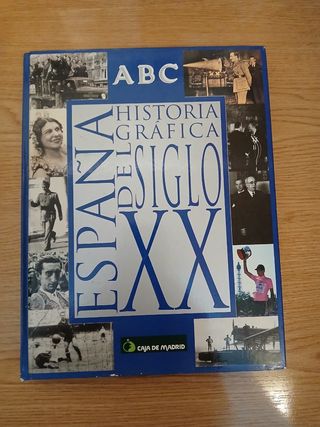 ABC
ESPAÑA
HISTORIA
GRÁFICA
DEL SIGLO
XX
CAJA DE MADRID